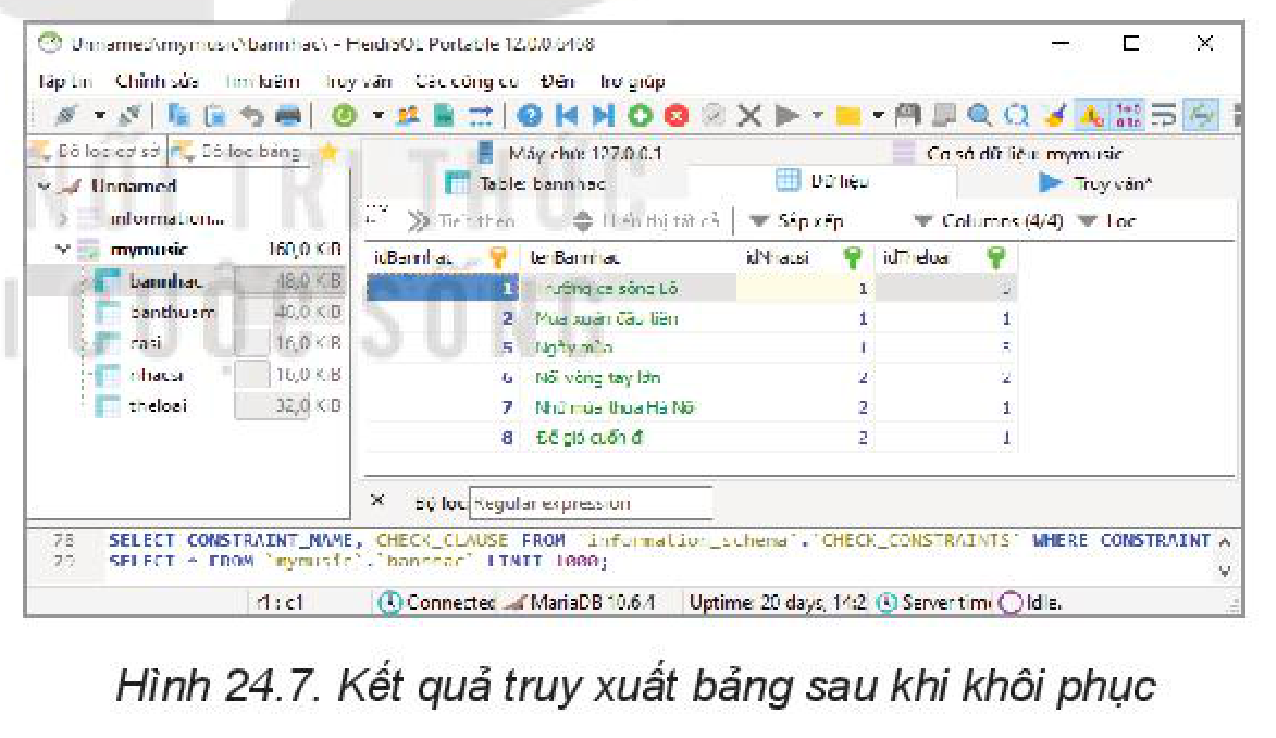 Unnamed\mymusic\bannhac\ - HeidiSQL Portable 12.0.0.6468
Tập tin Chỉnh sửa Tìm kiếm Truy vấn Các công cụ Đến Trợ giúp
Bộ lọc cơ sở Bộ lọc bảng
Máy chủ: 127.0.0.1 Cơ sở dữ liệu: mymusic
Table: bannhac Dữ liệu Truy vấn*
Tiếp theo Hiển thị tất cả Sắp xếp Columns (4/4) Lọc
Unnamed
information...
mymusic 160,0 KiB
bannhac 48,0 KiB
banthuam
casi 16,0 KiB
nhacsi 16,0 KiB
theloai 32,0 KiB
idBannhac tenBannhac idNhacsi idTheloai
1 Trường ca sông Lô 1
2 Mùa xuân đầu tiên 1 1
5 Ngày mùa 1 5
6 Nối vòng tay lớn 2 2
7 Nhớ mùa thu Hà Nội 2 1
8 Để gió cuốn đi 2 1
Bộ lọc: Regular expression
SELECT CONSTRAINT_NAME, CHECK_CLAUSE FROM `information_schema`.`CHECK_CONSTRAINTS` WHERE CONSTRAINT
SELECT * FROM `mymusic`.`bannhac` LIMIT 1000;
r1 : c1 Connected MariaDB 10.6.4 Uptime: 20 days, 14:2 Server time Idle.
Hình 24.7. Kết quả truy xuất bảng sau khi khôi phục